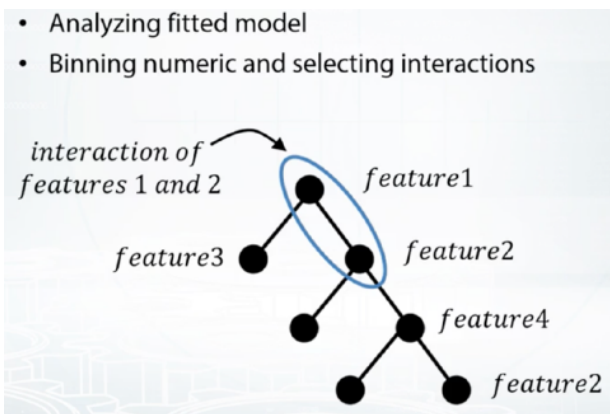 • Analyzing fitted model
• Binning numeric and selecting interactions
interaction of
features 1 and 2
feature1
feature3
feature2
feature4
feature2